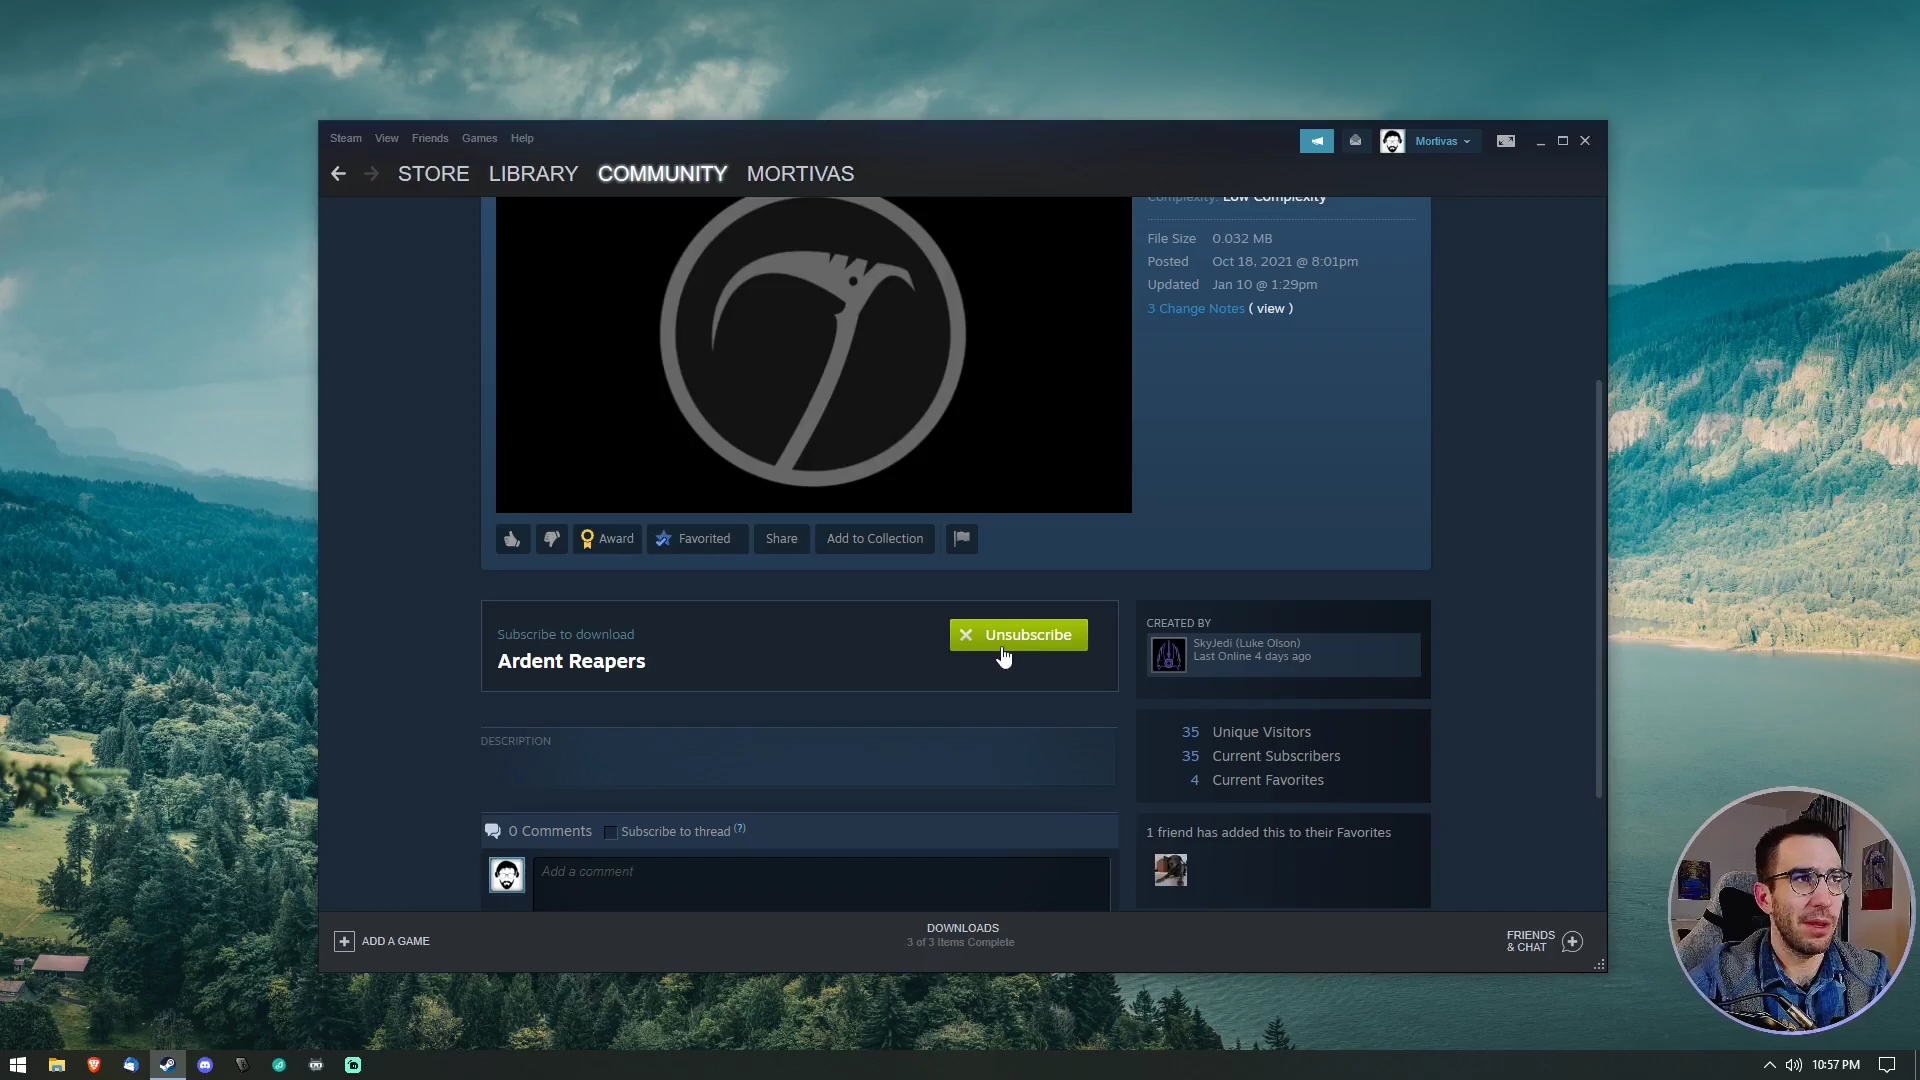 Steam View Friends Games Help
Mortivas
STORE LIBRARY COMMUNITY MORTIVAS
Complexity: Low Complexity
File Size 0.032 MB
Posted Oct 18, 2021 @ 8:01pm
Updated Jan 10 @ 1:29pm
3 Change Notes ( view )
Award
Favorited
Share
Add to Collection
Subscribe to download
Ardent Reapers
Unsubscribe
CREATED BY
SkyJedi (Luke Olson)
Last Online 4 days ago
35 Unique Visitors
35 Current Subscribers
4 Current Favorites
DESCRIPTION
0 Comments
Subscribe to thread (?)
1 friend has added this to their Favorites
Add a comment
ADD A GAME
DOWNLOADS
3 of 3 Items Complete
FRIENDS
& CHAT
10:57 PM